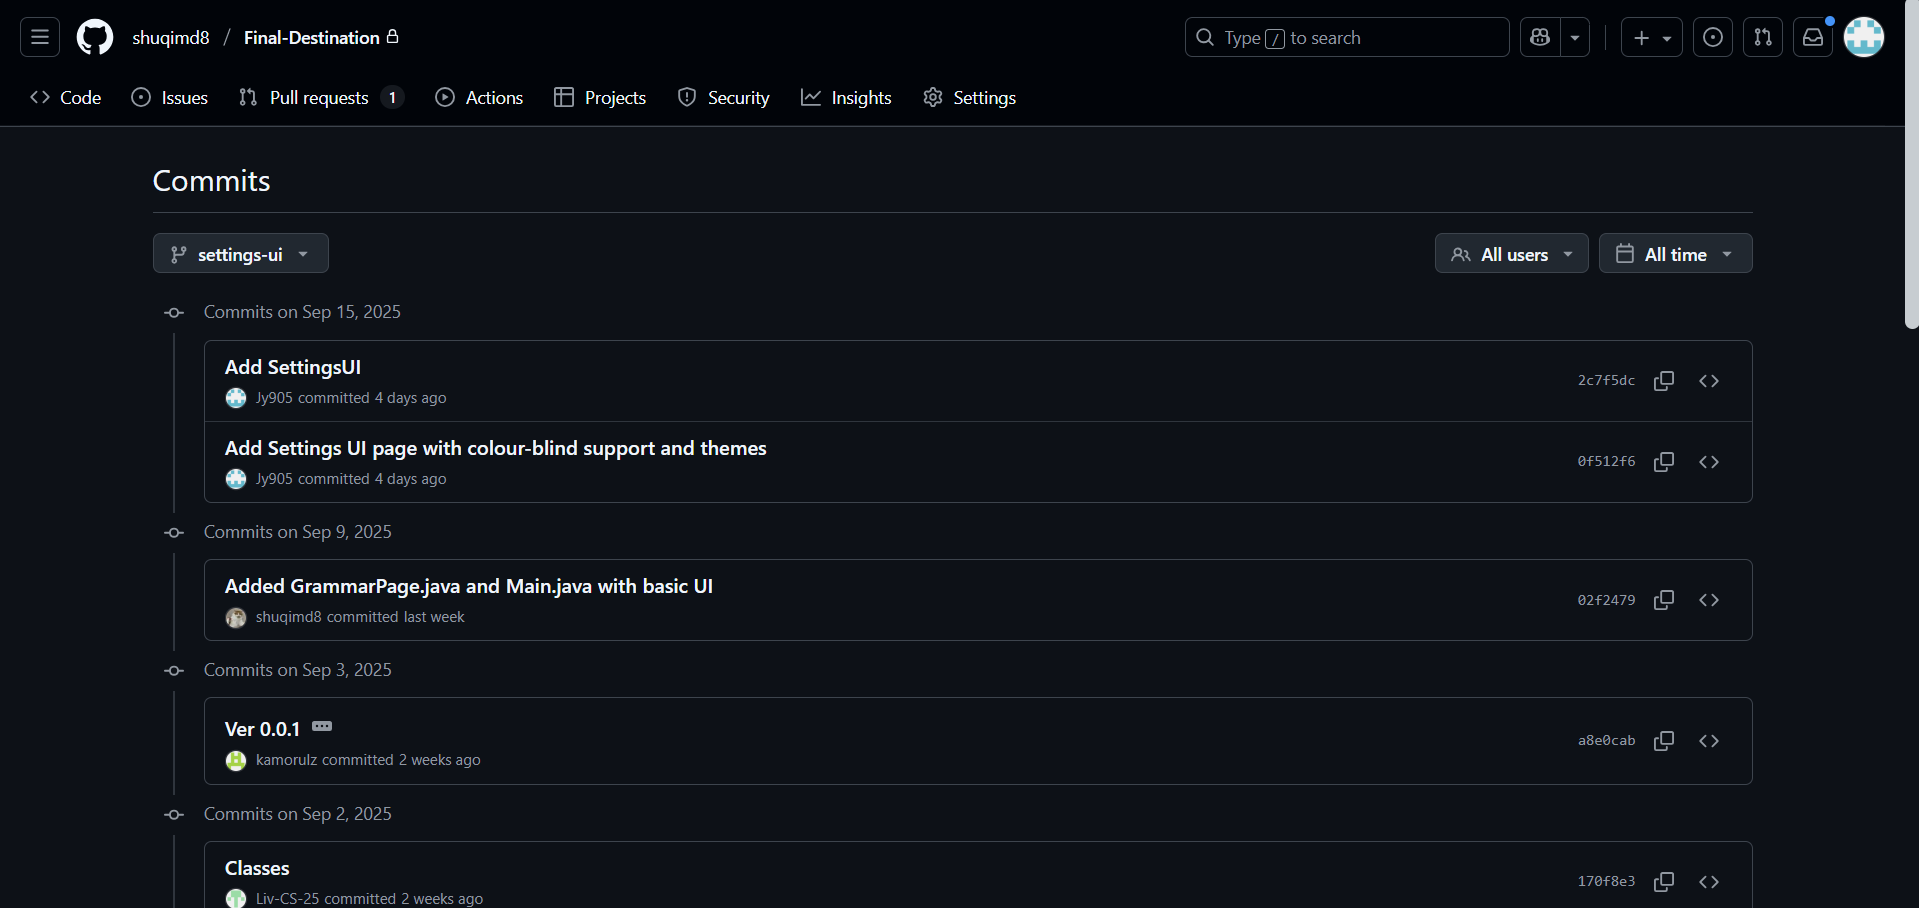 shuqimd8 / Final-Destination
Type / to search
Code Issues Pull requests 1 Actions Projects Security Insights Settings
Commits
settings-ui All users All time
Commits on Sep 15, 2025
Add SettingsUI
Jy905 committed 4 days ago
2c7f5dc
Add Settings UI page with colour-blind support and themes
Jy905 committed 4 days ago
0f512f6
Commits on Sep 9, 2025
Added GrammarPage.java and Main.java with basic UI
shuqimd8 committed last week
02f2479
Commits on Sep 3, 2025
Ver 0.0.1
kamorulz committed 2 weeks ago
a8e0cab
Commits on Sep 2, 2025
Classes
Liv-CS-25 committed 2 weeks ago
170f8e3